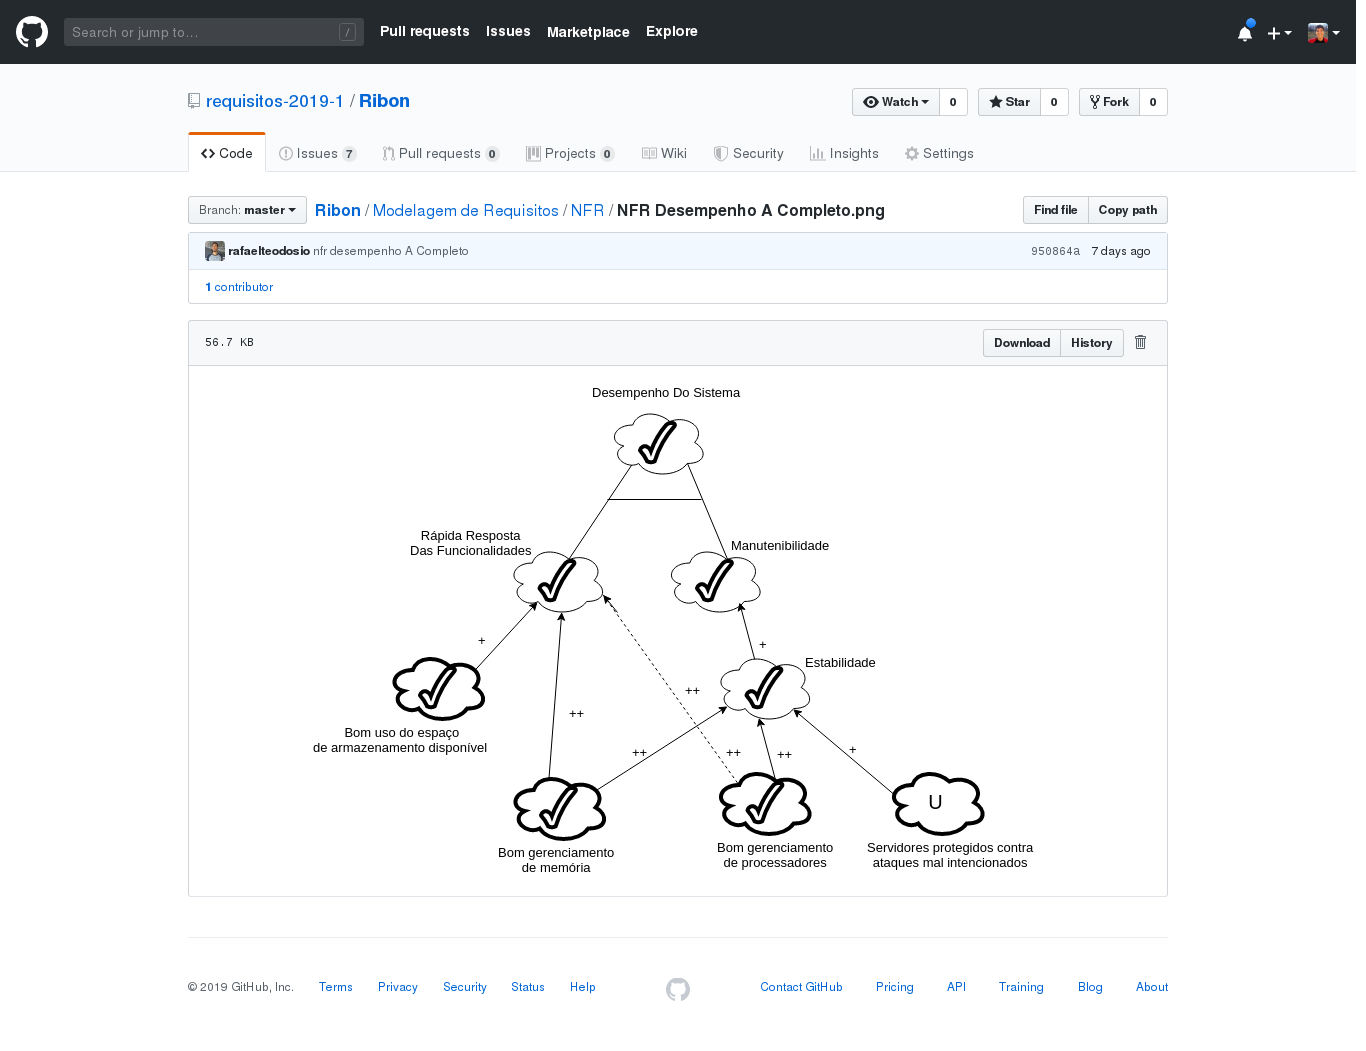 Search or jump to... /
Pull requests Issues Marketplace Explore
requisitos-2019-1 / Ribon
Watch 0 Star 0 Fork 0
Code Issues 7 Pull requests 0 Projects 0 Wiki Security Insights Settings
Branch: master Ribon / Modelagem de Requisitos / NFR / NFR Desempenho A Completo.png Find file Copy path
rafaelteodosio nfr desempenho A Completo 950864a 7 days ago
1 contributor
56.7 KB Download History
Desempenho Do Sistema
Rápida Resposta
Das Funcionalidades
Manutenibilidade
+
+
Estabilidade
++
++
++
++
++
+
Bom uso do espaço
de armazenamento disponível
U
Bom gerenciamento
de memória
Bom gerenciamento
de processadores
Servidores protegidos contra
ataques mal intencionados
© 2019 GitHub, Inc. Terms Privacy Security Status Help Contact GitHub Pricing API Training Blog About